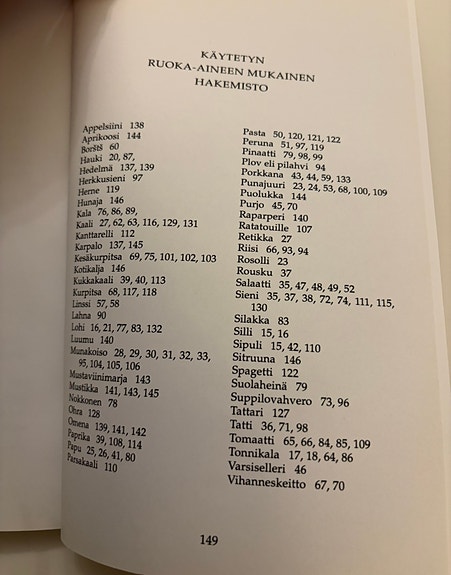 KÄYTETYN
RUOKA-AINEEN MUKAINEN
HAKEMISTO
Appelsiini 138
Aprikoosi 144
Borštš 60
Hauki 20, 87,
Hedelmä 137, 139
Herkkusieni 97
Herne 119
Hunaja 146
Kala 76, 86, 89,
Kaali 27, 62, 63, 116, 129, 131
Kanttarelli 112
Karpalo 137, 145
Kesäkurpitsa 69, 75, 101, 102, 103
Kotikalja 146
Kukkakaali 39, 40, 113
Kurpitsa 68, 117, 118
Linssi 57, 58
Lahna 90
Lohi 16, 21, 77, 83, 132
Luumu 140
Munakoiso 28, 29, 30, 31, 32, 33,
95, 104, 105, 106
Mustaviinimarja 143
Mustikka 141, 143, 145
Nokkonen 78
Ohra 128
Omena 139, 141, 142
Paprika 39, 108, 114
Papu 25, 26, 41, 80
Parsakaali 110
Pasta 50, 120, 121, 122
Peruna 51, 97, 119
Pinaatti 79, 98, 99
Plov eli pilahvi 94
Porkkana 43, 44, 59, 133
Punajuuri 23, 24, 53, 68, 100, 109
Puolukka 144
Purjo 45, 70
Raparperi 140
Ratatouille 107
Retikka 27
Riisi 66, 93, 94
Rosolli 23
Rousku 37
Salaatti 35, 47, 48, 49, 52
Sieni 35, 37, 38, 72, 74, 111, 115,
130
Silakka 83
Silli 15, 16
Sipuli 15, 42, 110
Sitruuna 146
Spagetti 122
Suolaheinä 79
Suppilovahvero 73, 96
Tattari 127
Tatti 36, 71, 98
Tomaatti 65, 66, 84, 85, 109
Tonnikala 17, 18, 64, 86
Varsiselleri 46
Vihanneskeitto 67, 70
149